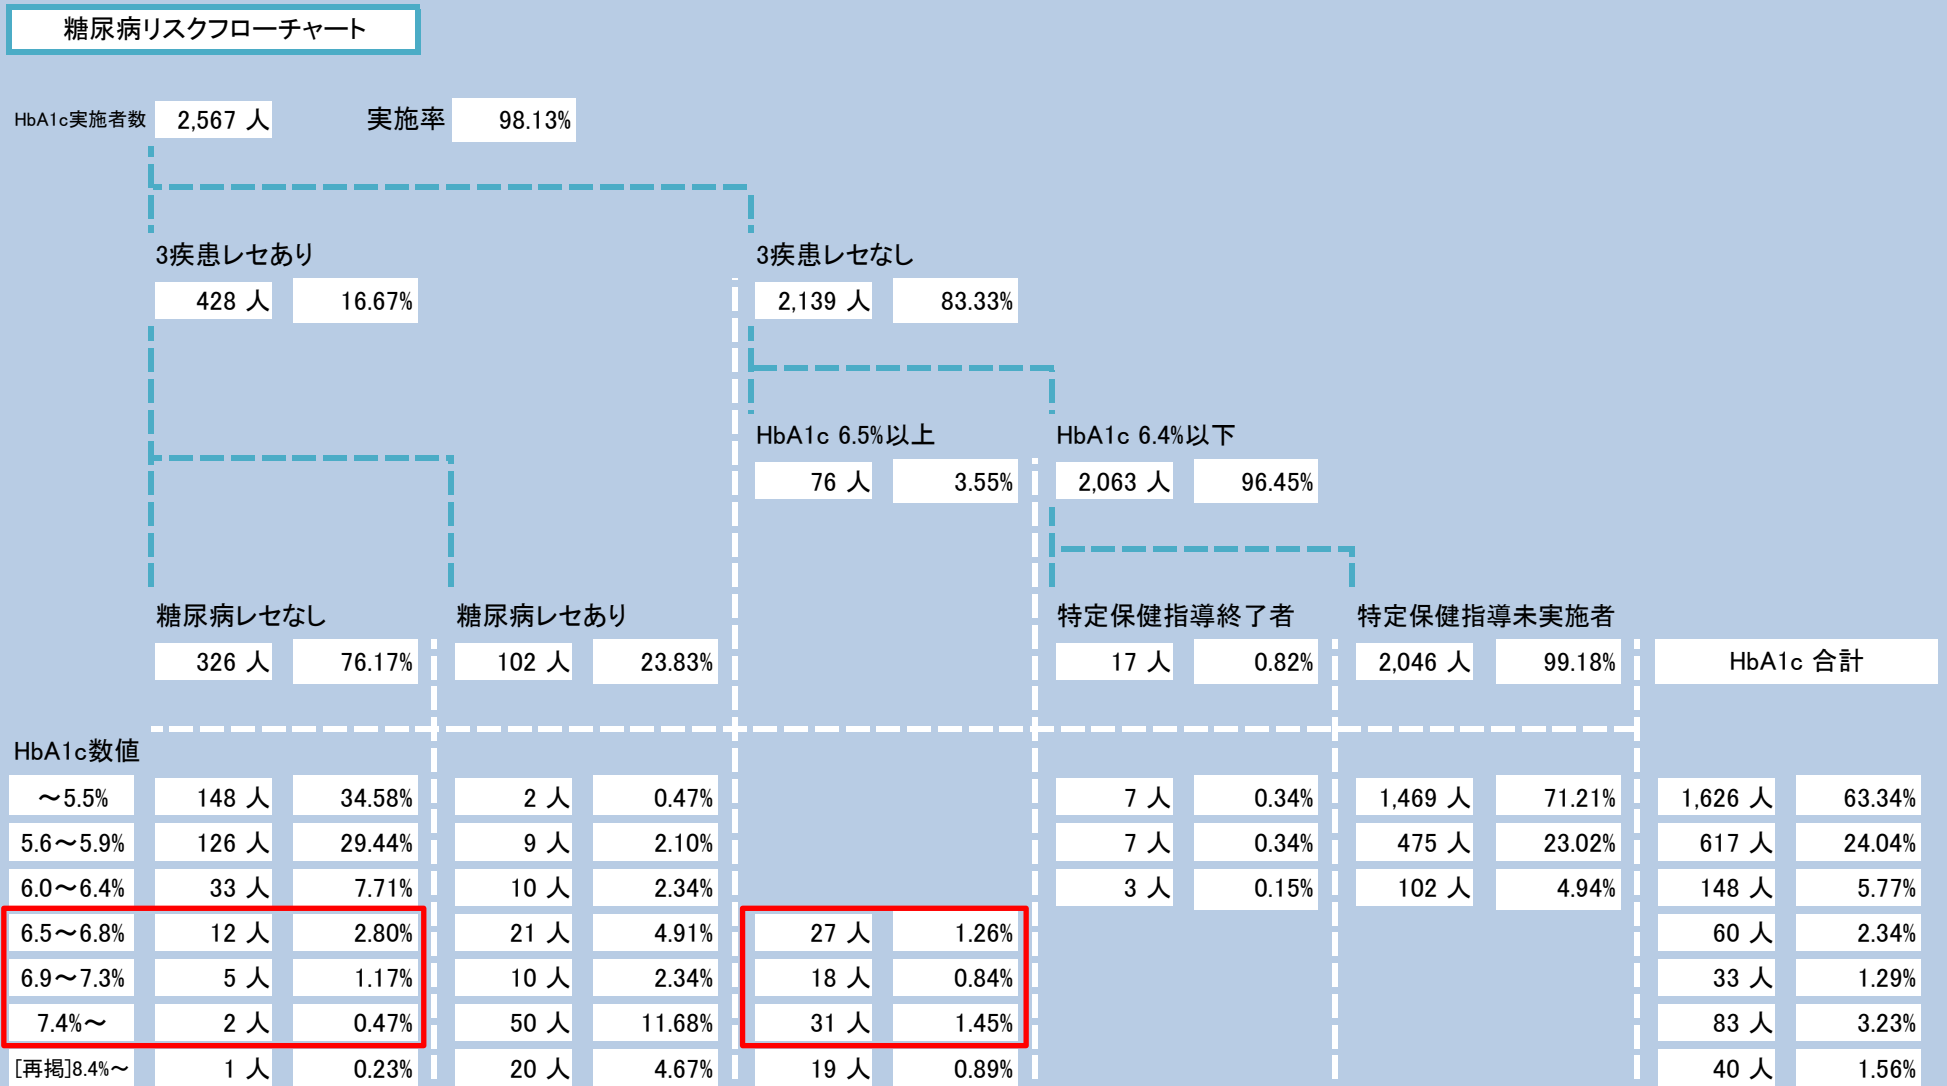 糖尿病リスクフローチャート
HbA1c実施者数 2,567 人 実施率 98.13%
3疾患レセあり 3疾患レセなし
428 人 16.67% 2,139 人 83.33%
HbA1c 6.5%以上 HbA1c 6.4%以下
76 人 3.55% 2,063 人 96.45%
糖尿病レセなし 糖尿病レセあり 特定保健指導終了者 特定保健指導未実施者
326 人 76.17% 102 人 23.83% 17 人 0.82% 2,046 人 99.18% HbA1c 合計
HbA1c数値
～5.5% 148 人 34.58% 2 人 0.47% 7 人 0.34% 1,469 人 71.21% 1,626 人 63.34%
5.6～5.9% 126 人 29.44% 9 人 2.10% 7 人 0.34% 475 人 23.02% 617 人 24.04%
6.0～6.4% 33 人 7.71% 10 人 2.34% 3 人 0.15% 102 人 4.94% 148 人 5.77%
6.5～6.8% 12 人 2.80% 21 人 4.91% 27 人 1.26% 60 人 2.34%
6.9～7.3% 5 人 1.17% 10 人 2.34% 18 人 0.84% 33 人 1.29%
7.4%～ 2 人 0.47% 50 人 11.68% 31 人 1.45% 83 人 3.23%
[再掲]8.4%～ 1 人 0.23% 20 人 4.67% 19 人 0.89% 40 人 1.56%